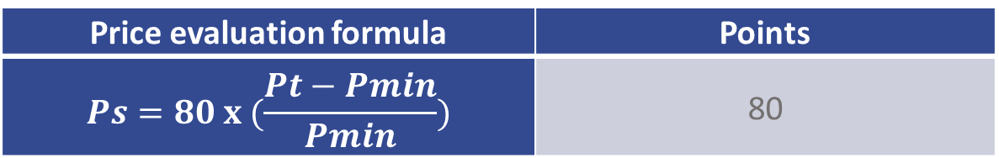 Price evaluation formula
Points
Ps = 80 x (Pt − Pmin / Pmin)
80